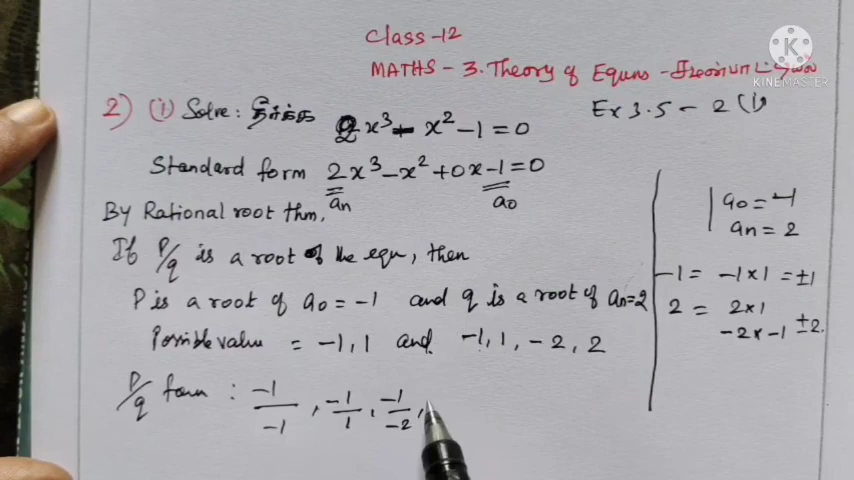 Class-12
MATHS - 3. Theory of Equns - சமன்பாட்டியல்
K
KINEMASTER
2) (i) Solve: தீர்க்க 2x³ - x² - 1 = 0
Ex 3.5 - 2 (i)
Standard form 2x³ - x² + 0x - 1 = 0
an a₀
By Rational root thm,
If P/q is a root of the equn, then
P is a root of a₀ = -1 and q is a root of an=2
Possible value = -1, 1 and -1, 1, -2, 2
P/q form : -1/-1 , -1/1 , -1/-2 ,
a₀ = -1
an = 2
-1 = -1 x 1 = ±1
2 = 2 x 1
-2 x -1 ±2